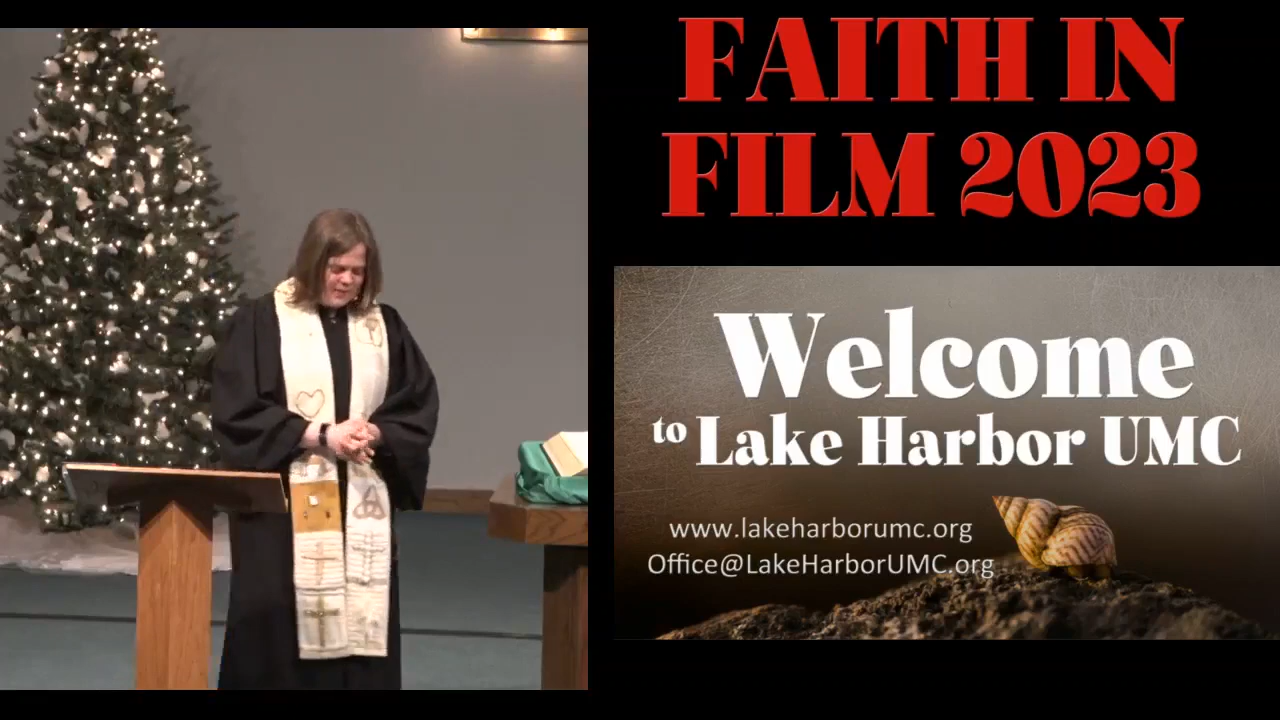 FAITH IN
FILM 2023
Welcome
to Lake Harbor UMC
www.lakeharborumc.org
Office@LakeHarborUMC.org